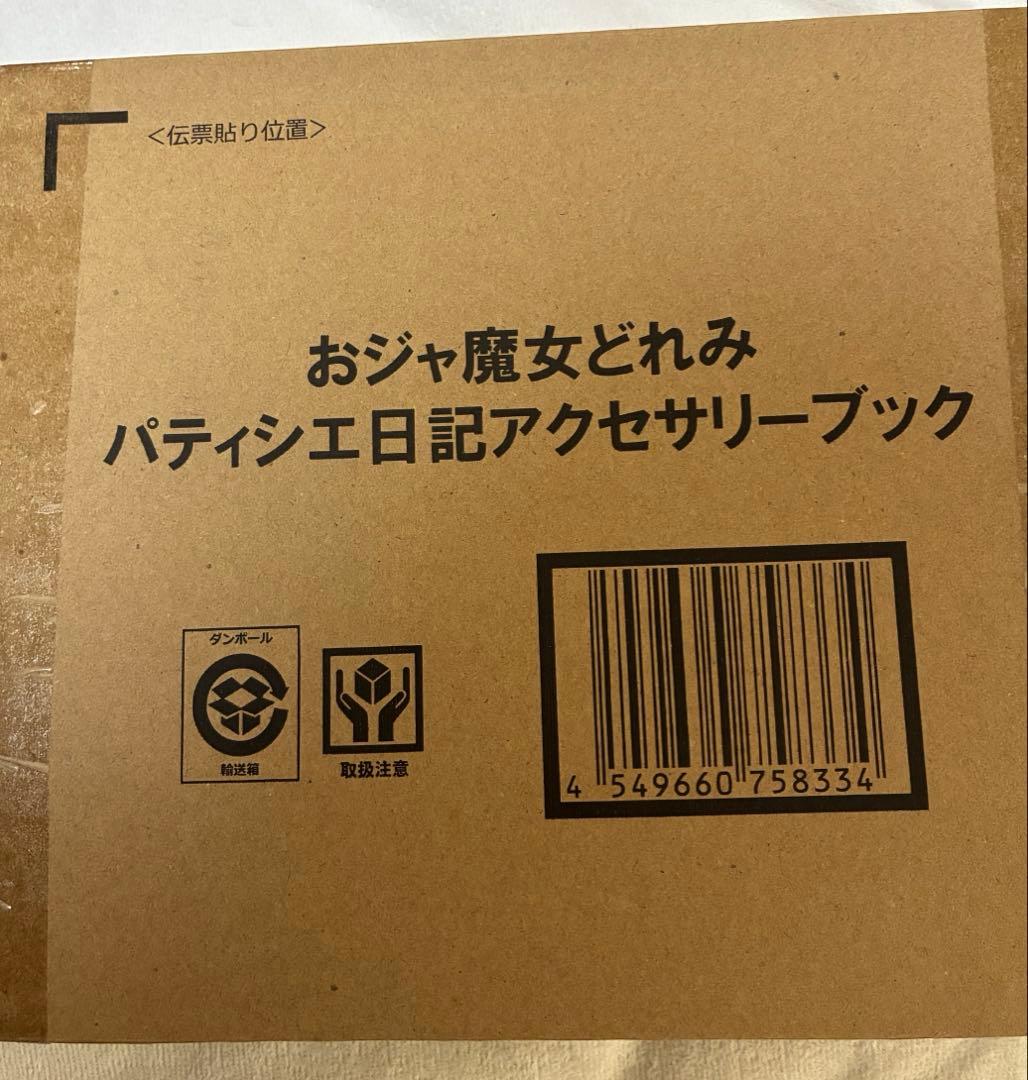 <伝票貼り位置>
おジャ魔女どれみ
パティシエ日記アクセサリーブック
ダンボール
輸送箱
取扱注意
4 549660 758334